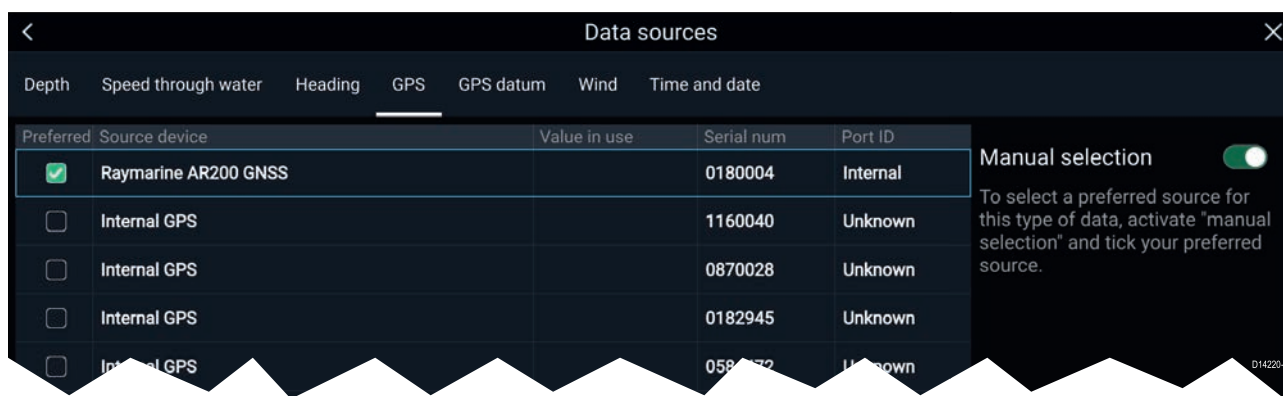 Data sources
Depth Speed through water Heading GPS GPS datum Wind Time and date
Preferred Source device Value in use Serial num Port ID
Raymarine AR200 GNSS 0180004 Internal
Internal GPS 1160040 Unknown
Internal GPS 0870028 Unknown
Internal GPS 0182945 Unknown
GPS
Manual selection
To select a preferred source for
this type of data, activate "manual
selection" and tick your preferred
source.